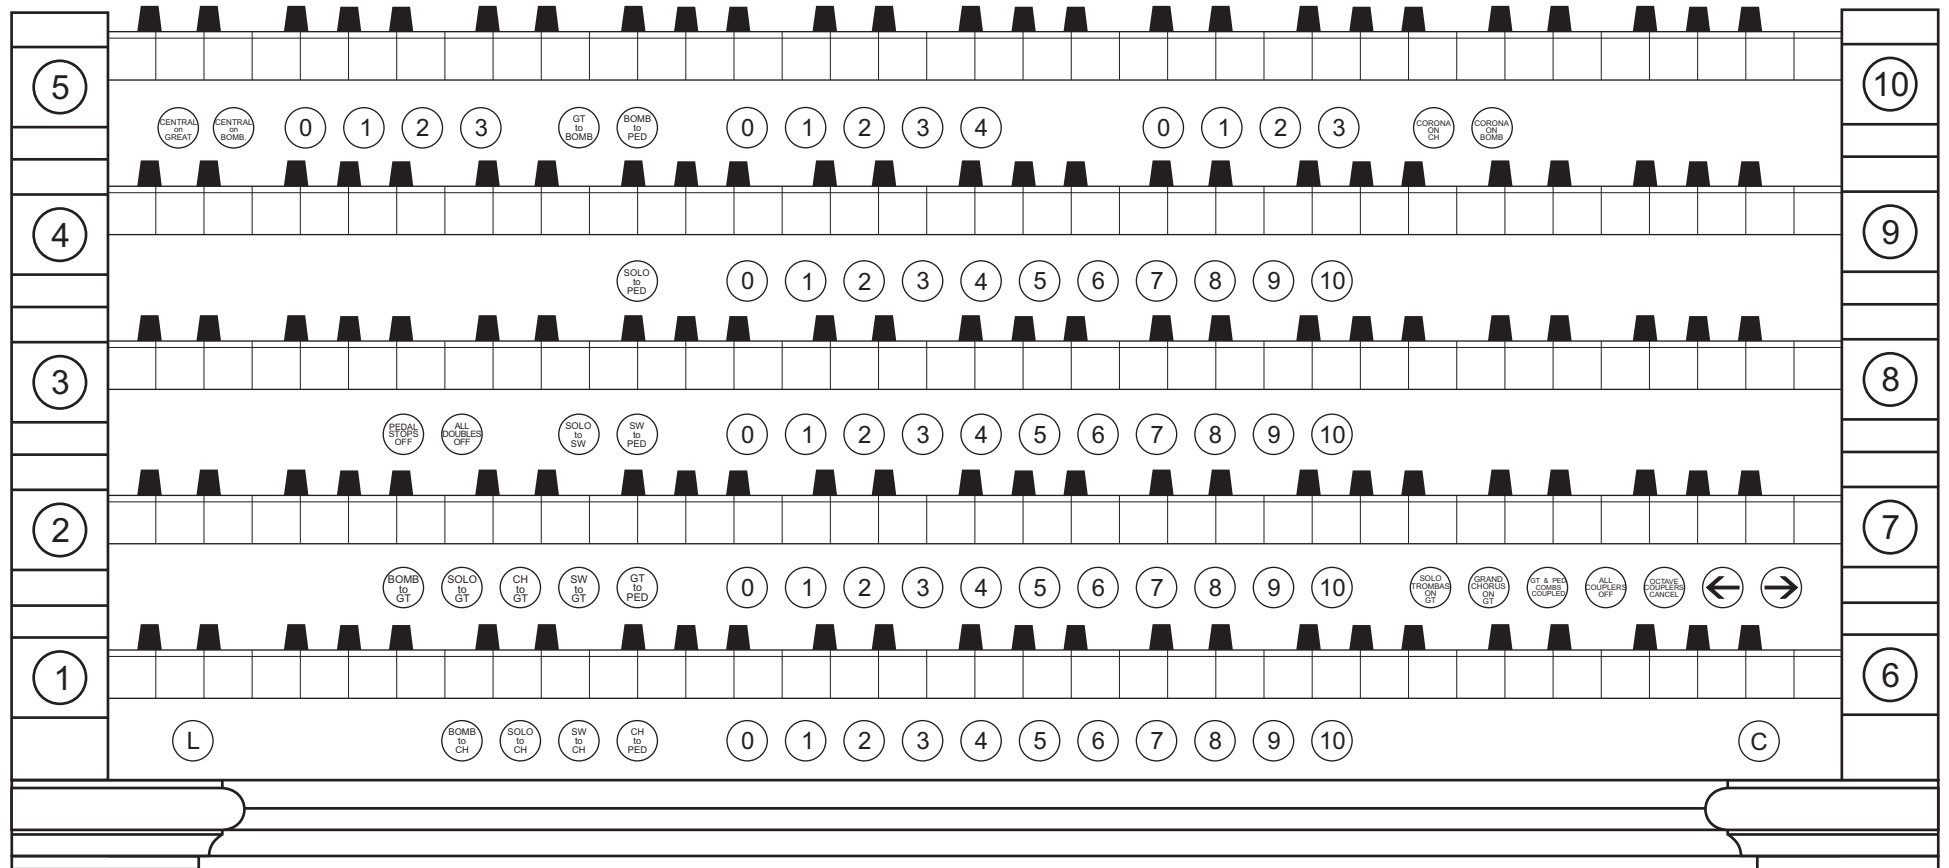 5
10
CENTRAL on GREAT CENTRAL on BOMB. 0 1 2 3 GT to BOMB BOMB to PED 0 1 2 3 4 0 1 2 3 CORONA ON CH CORONA ON BOMB
4
9
SOLO to PED 0 1 2 3 4 5 6 7 8 9 10
3
8
PEDAL STOPS OFF ALL DOUBLES OFF SOLO to SW SW to PED 0 1 2 3 4 5 6 7 8 9 10
2
7
BOMB to GT SOLO to GT CH to GT SW to GT GT to PED 0 1 2 3 4 5 6 7 8 9 10 SOLO TROMBAS ON GT GRAND CHORUS ON GT GT & PED COMBS COUPLED ALL COUPLERS OFF OCTAVE COUPLERS CANCEL ← →
1
6
L BOMB to CH SOLO to CH SW to CH CH to PED 0 1 2 3 4 5 6 7 8 9 10 C